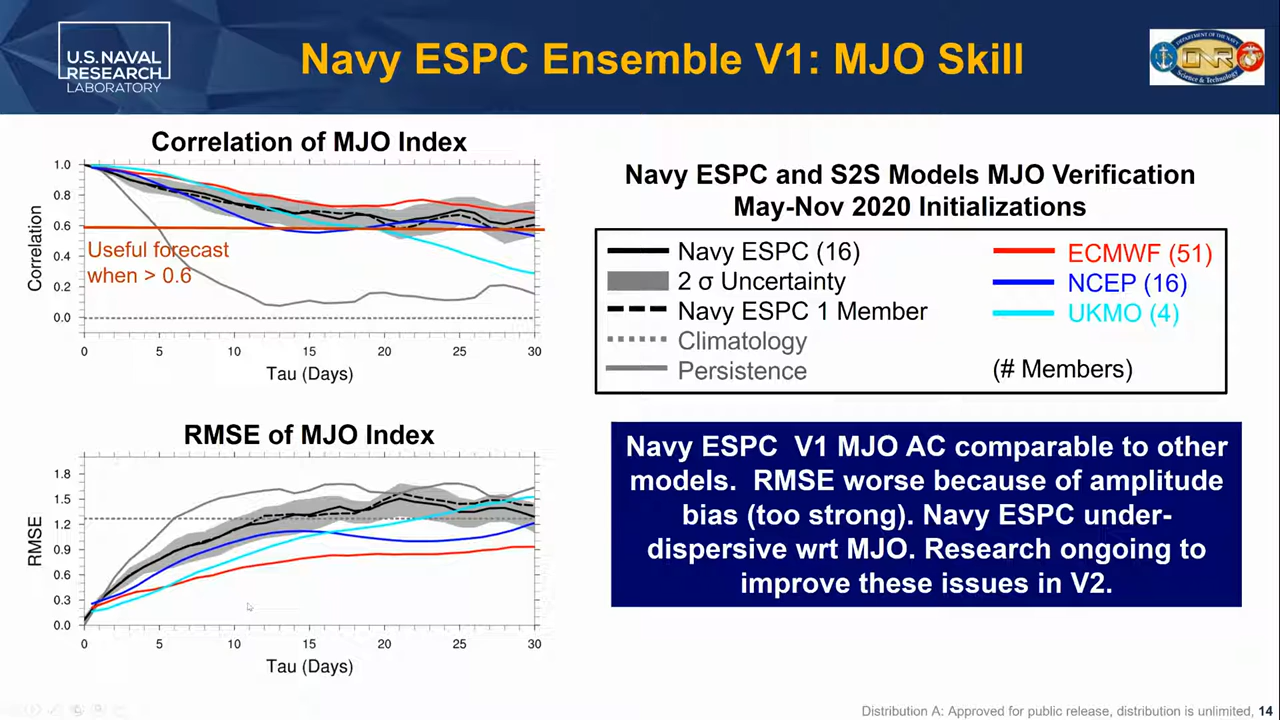 U.S. NAVAL
RESEARCH
LABORATORY
Navy ESPC Ensemble V1: MJO Skill
DEPARTMENT OF THE NAVY
CNR
Science & Technology
Correlation of MJO Index
1.0
0.8
0.6
0.4
0.2
0.0
Correlation
Useful forecast
when > 0.6
0 5 10 15 20 25 30
Tau (Days)
Navy ESPC and S2S Models MJO Verification
May-Nov 2020 Initializations
Navy ESPC (16)
2 σ Uncertainty
Navy ESPC 1 Member
Climatology
Persistence
ECMWF (51)
NCEP (16)
UKMO (4)
(# Members)
RMSE of MJO Index
1.8
1.5
1.2
0.9
0.6
0.3
0.0
RMSE
0 5 10 15 20 25 30
Tau (Days)
Navy ESPC V1 MJO AC comparable to other
models. RMSE worse because of amplitude
bias (too strong). Navy ESPC under-
dispersive wrt MJO. Research ongoing to
improve these issues in V2.
Distribution A: Approved for public release, distribution is unlimited, 14